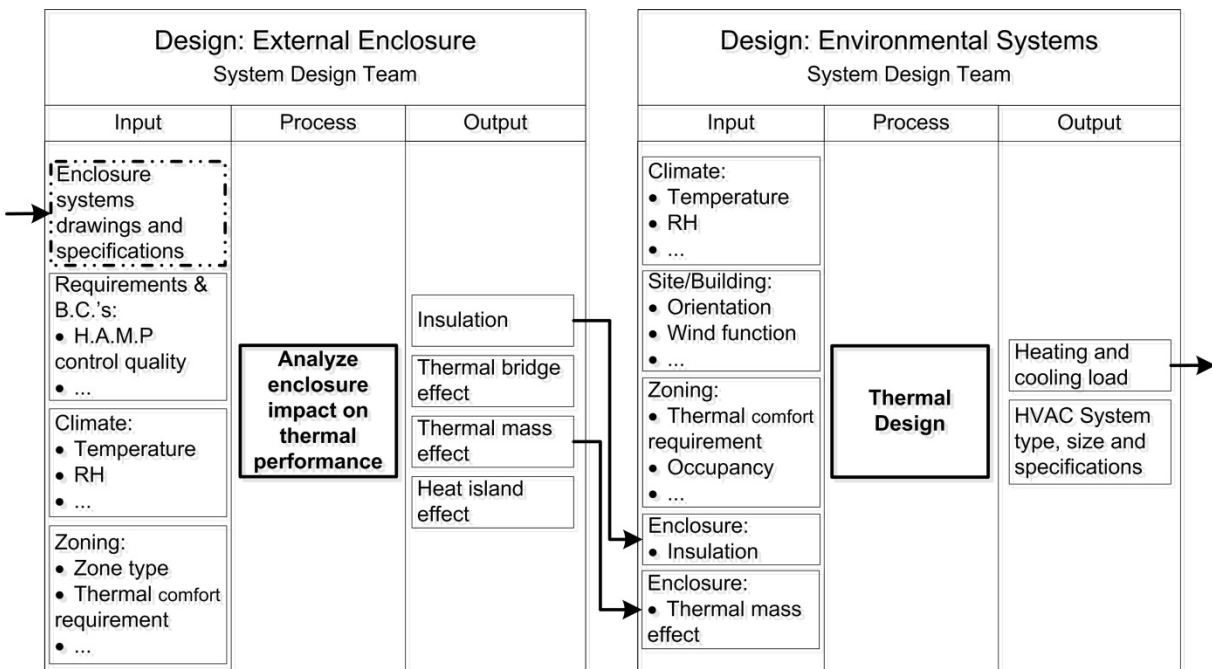 Design: External Enclosure
System Design Team
Input
Process
Output
Enclosure
systems
drawings and
specifications
Requirements &
B.C.'s:
• H.A.M.P
control quality
• ...
Climate:
• Temperature
• RH
• ...
Zoning:
• Zone type
• Thermal comfort
requirement
• ...
Analyze
enclosure
impact on
thermal
performance
Insulation
Thermal bridge
effect
Thermal mass
effect
Heat island
effect
Design: Environmental Systems
System Design Team
Input
Process
Output
Climate:
• Temperature
• RH
• ...
Site/Building:
• Orientation
• Wind function
• ...
Zoning:
• Thermal comfort
requirement
• Occupancy
• ...
Enclosure:
• Insulation
Enclosure:
• Thermal mass
effect
Thermal
Design
Heating and
cooling load
HVAC System
type, size and
specifications